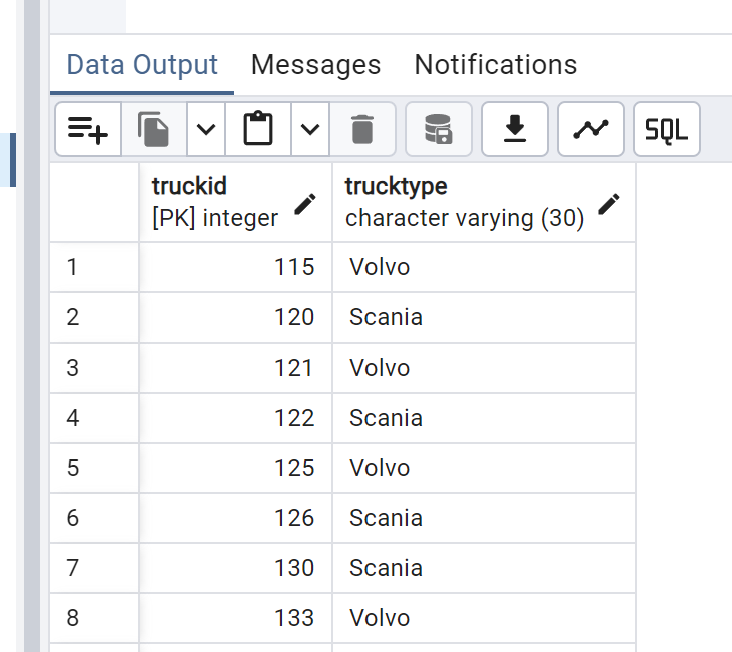 Data Output Messages Notifications
SQL
truckid trucktype
[PK] integer character varying (30)
1 115 Volvo
2 120 Scania
3 121 Volvo
4 122 Scania
5 125 Volvo
6 126 Scania
7 130 Scania
8 133 Volvo